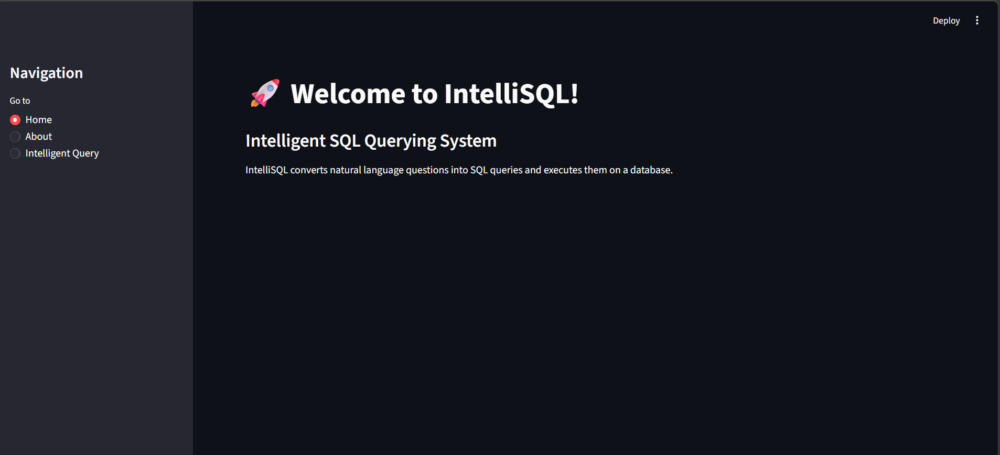 Deploy
Navigation
Go to
Home
About
Intelligent Query
🚀 Welcome to IntelliSQL!
Intelligent SQL Querying System
IntelliSQL converts natural language questions into SQL queries and executes them on a database.